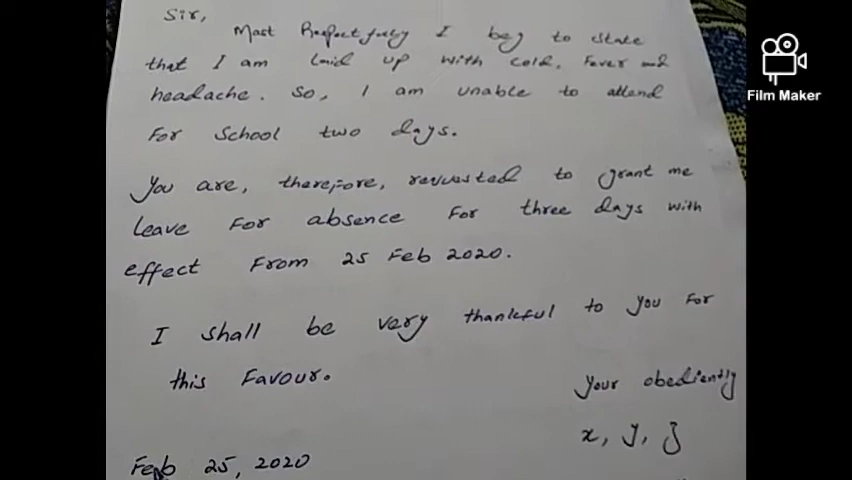 Sir,
Most Respectfully I beg to state
that I am laid up with cold, Fever and
headache. So, I am unable to attend
For School two days.
You are, therefore, revuested to grant me
leave For absence For three days with
effect From 25 Feb 2020.
I shall be very thankful to you For
this Favour.
your obediently
x, y, z
Feb 25, 2020
Film Maker